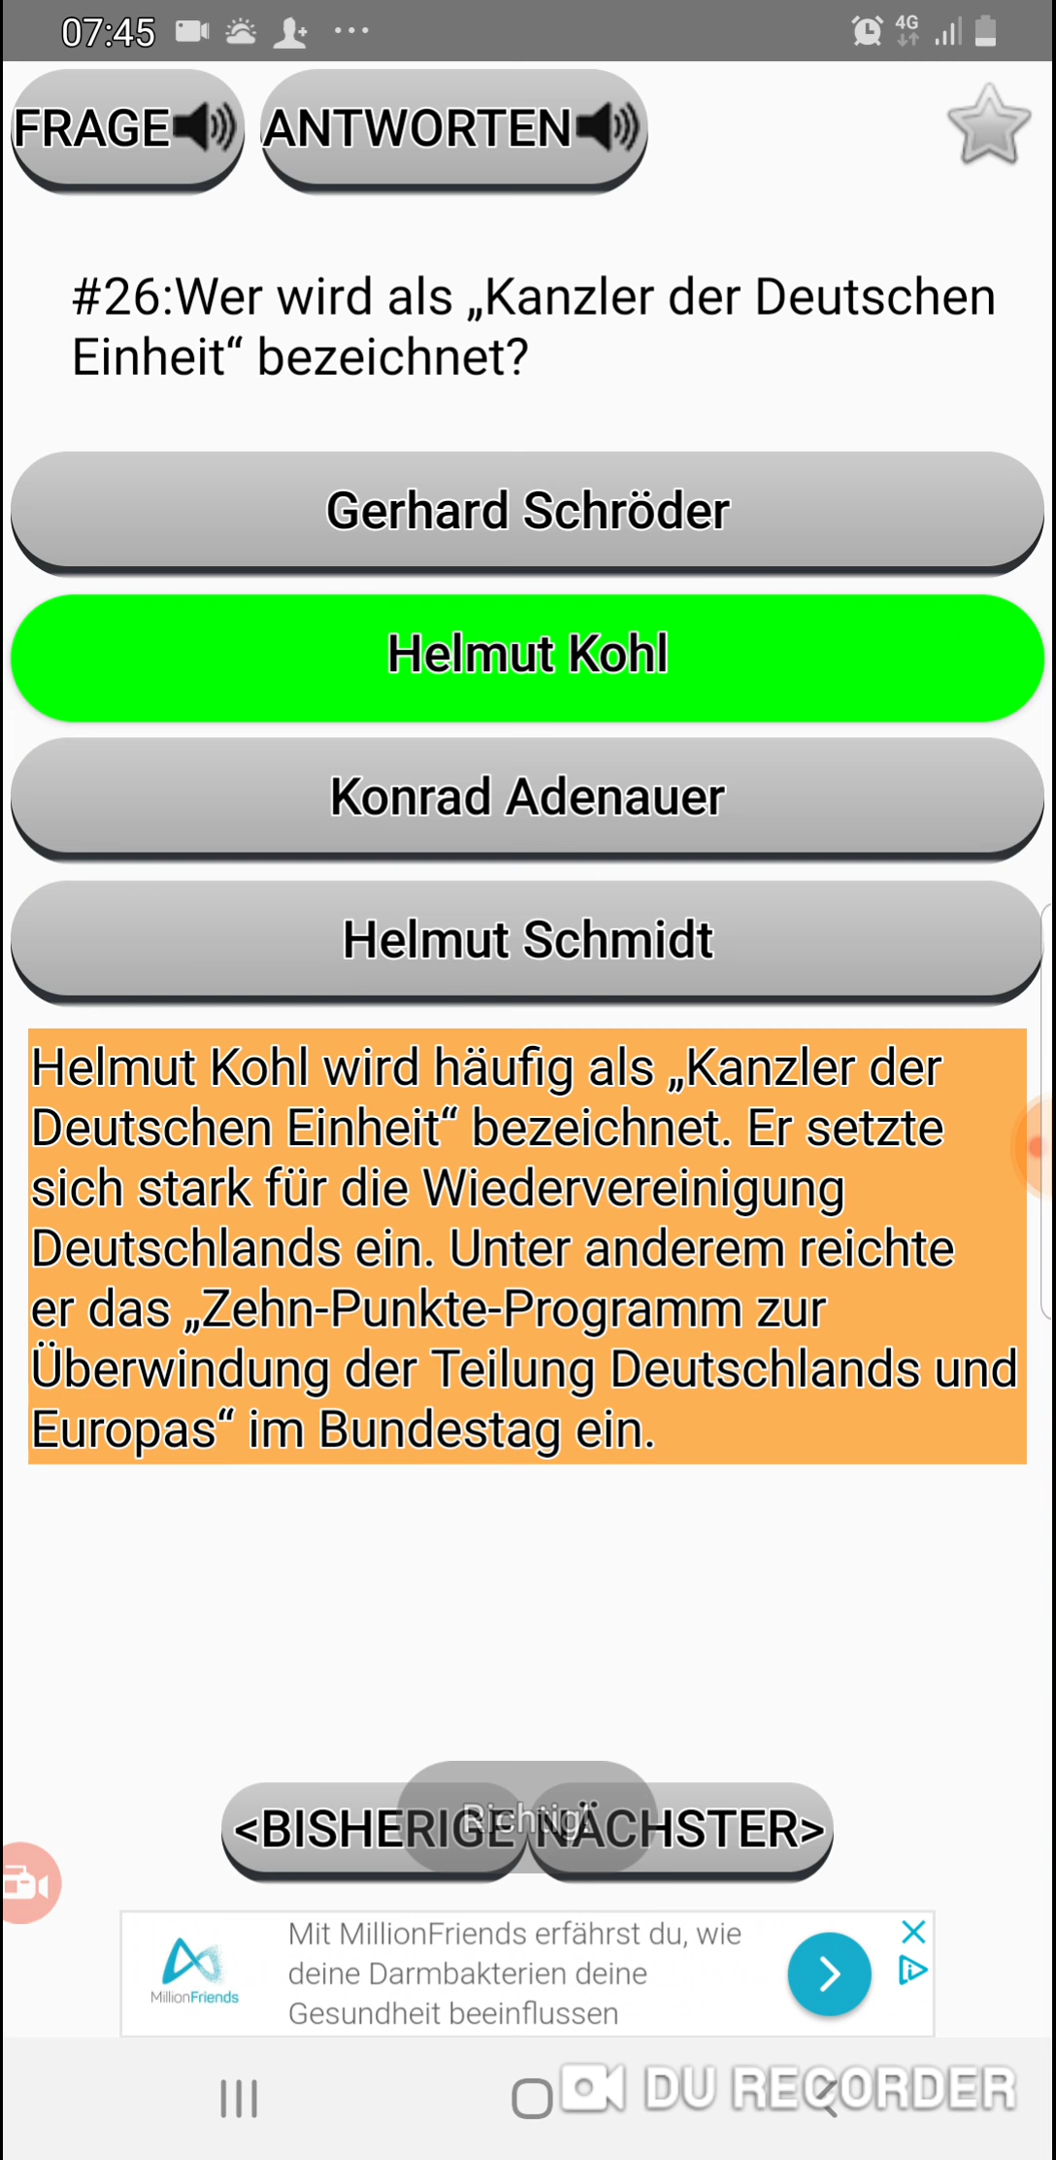 07:45
4G
FRAGE
ANTWORTEN
#26:Wer wird als „Kanzler der Deutschen
Einheit“ bezeichnet?
Gerhard Schröder
Helmut Kohl
Konrad Adenauer
Helmut Schmidt
Helmut Kohl wird häufig als „Kanzler der
Deutschen Einheit“ bezeichnet. Er setzte
sich stark für die Wiedervereinigung
Deutschlands ein. Unter anderem reichte
er das „Zehn-Punkte-Programm zur
Überwindung der Teilung Deutschlands und
Europas“ im Bundestag ein.
<BISHERIGE NÄCHSTER>
Richtig!
Mit MillionFriends erfährst du, wie
deine Darmbakterien deine
Gesundheit beeinflussen
MillionFriends
DU RECORDER